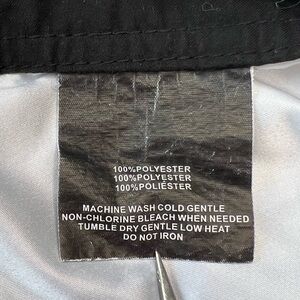 100%POLYESTER
100%POLYESTER
100%POLIÉSTER
MACHINE WASH COLD GENTLE
NON-CHLORINE BLEACH WHEN NEEDED
TUMBLE DRY GENTLE LOW HEAT
DO NOT IRON